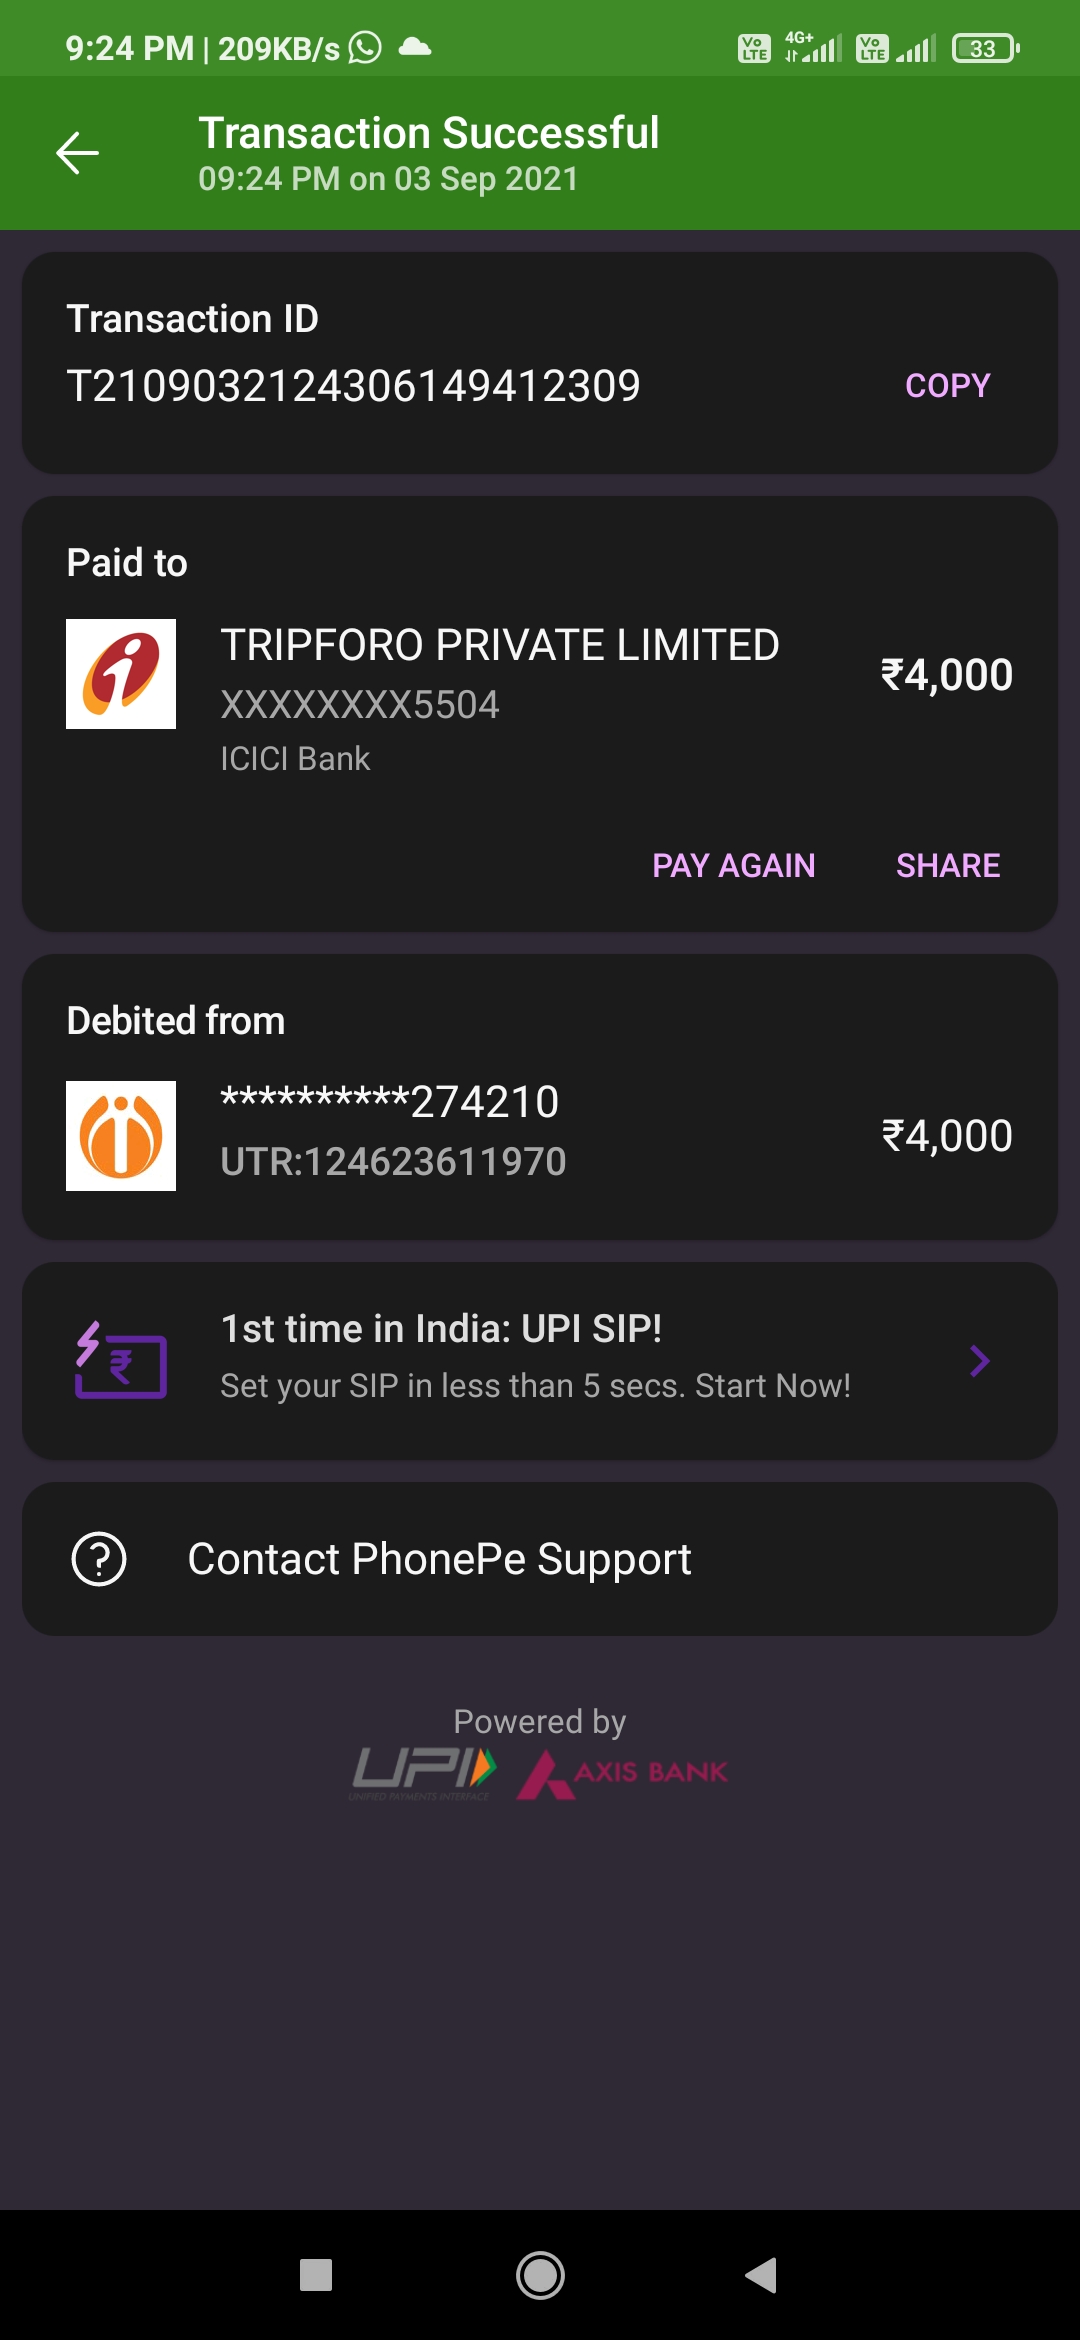 9:24 PM | 209KB/s
Vo LTE 4G+ Vo LTE 33
Transaction Successful
09:24 PM on 03 Sep 2021
Transaction ID
T2109032124306149412309 COPY
Paid to
TRIPFORO PRIVATE LIMITED
XXXXXXXX5504
ICICI Bank
₹4,000
PAY AGAIN SHARE
Debited from
**********274210
UTR:124623611970
₹4,000
1st time in India: UPI SIP!
Set your SIP in less than 5 secs. Start Now!
Contact PhonePe Support
Powered by
UPI AXIS BANK
UNIFIED PAYMENTS INTERFACE